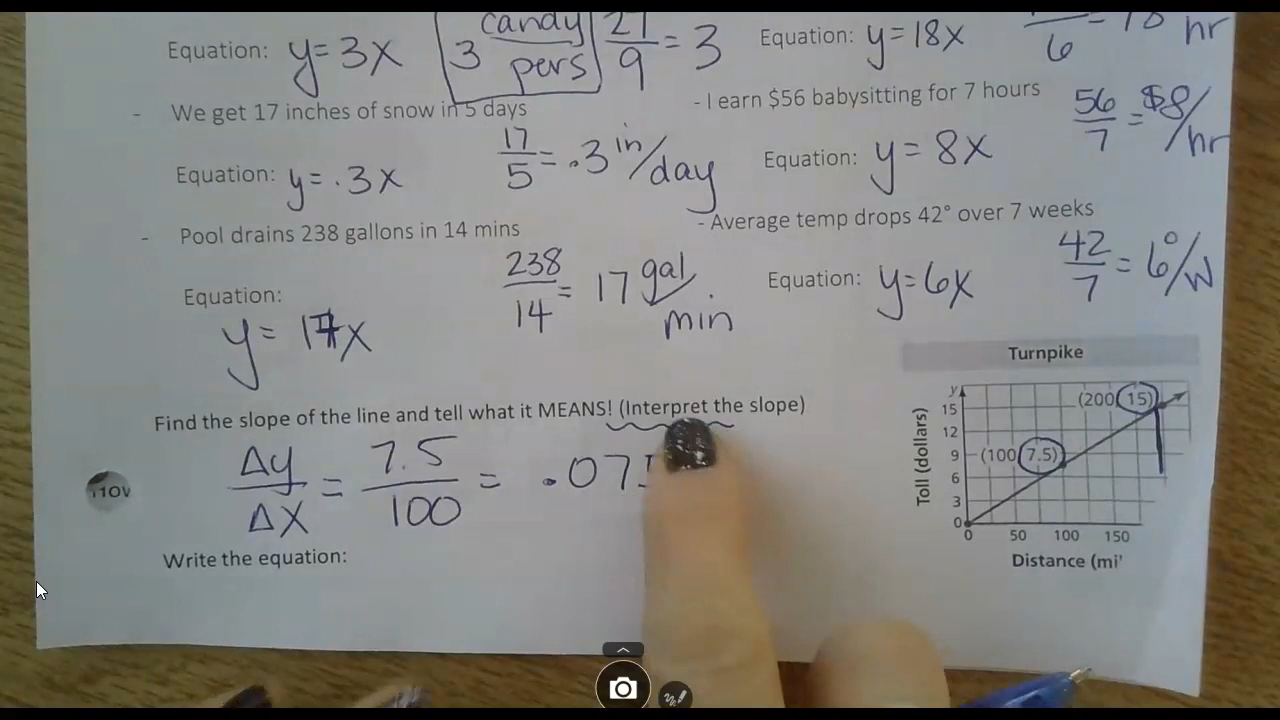 Equation: y=3x
3 candy/pers
21/9 = 3
Equation: y=18x
6 = 18 hr
- We get 17 inches of snow in 5 days
17/5 = .3 in/day
Equation: y=.3x
- I earn $56 babysitting for 7 hours
56/7 = $8/hr
Equation: y=8x
- Pool drains 238 gallons in 14 mins
238/14 = 17 gal/min
Equation:
y=17x
- Average temp drops 42° over 7 weeks
42/7 = 6°/W
Equation: y=6x
Find the slope of the line and tell what it MEANS! (Interpret the slope)
Δy/Δx = 7.5/100 = .07
Write the equation:
Turnpike
y
15
12
9
6
3
0
(200 15)
(100 7.5)
0 50 100 150
Toll (dollars)
Distance (mi